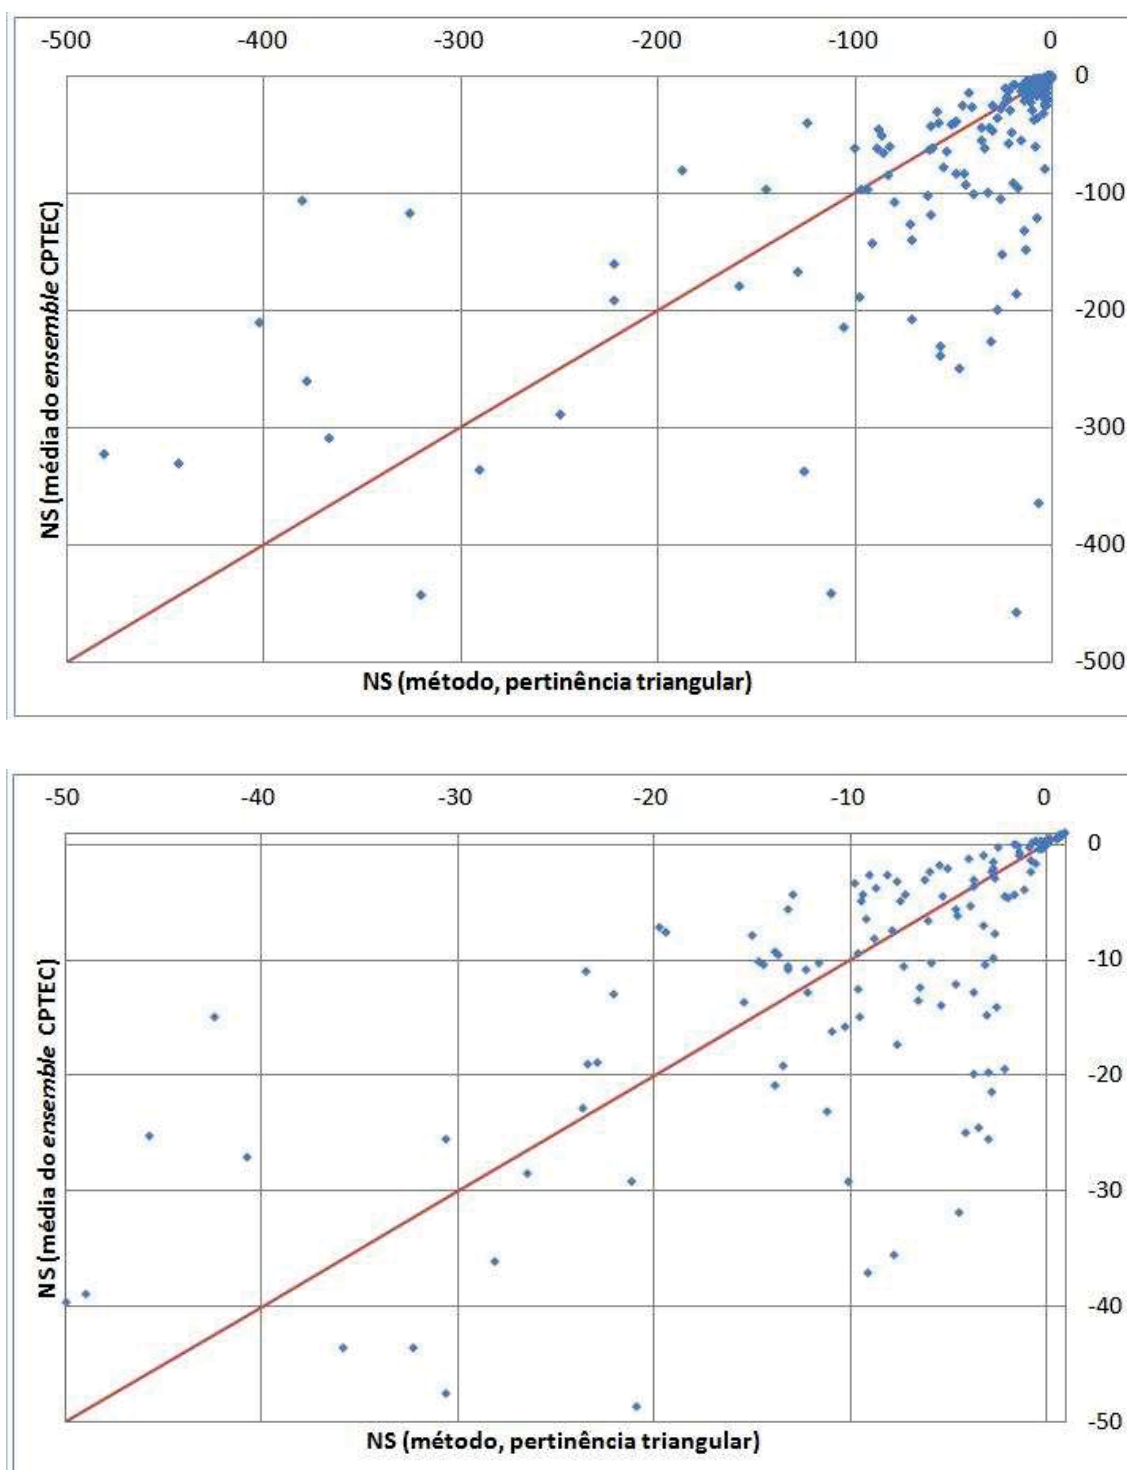 -500 -400 -300 -200 -100 0
0
-100
-200
-300
-400
-500
NS (média do ensemble CPTEC)
NS (método, pertinência triangular)
-50 -40 -30 -20 -10 0
0
-10
-20
-30
-40
-50
NS (média do ensemble CPTEC)
NS (método, pertinência triangular)